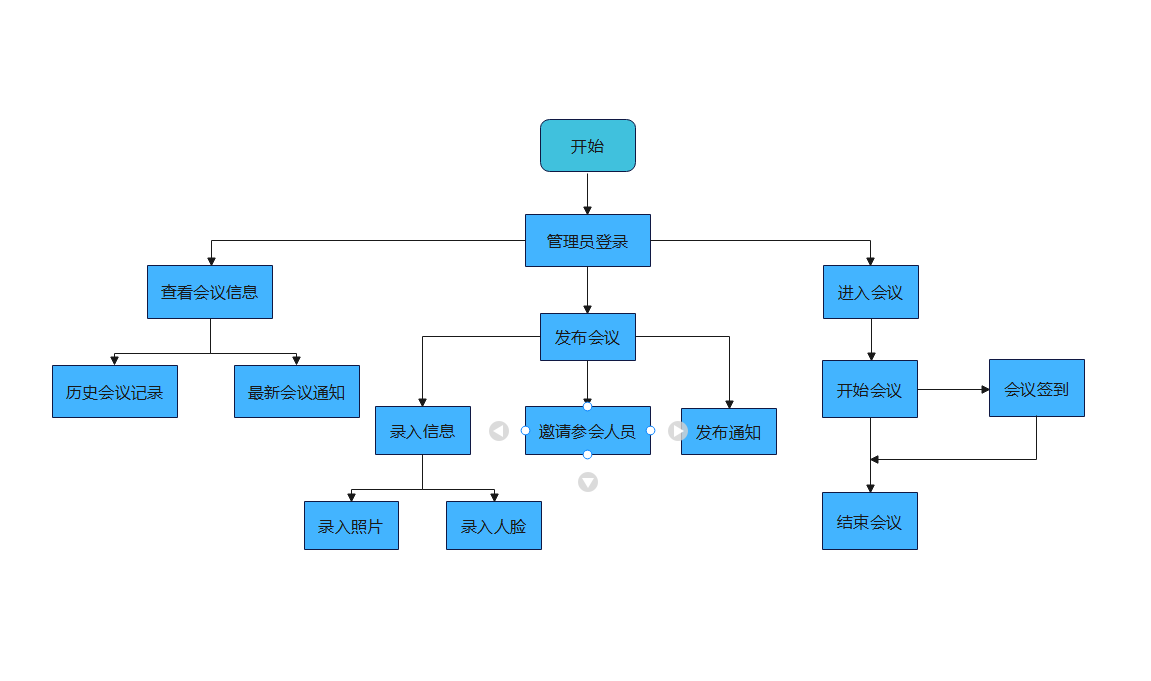 开始
管理员登录
查看会议信息
进入会议
发布会议
历史会议记录
最新会议通知
开始会议
会议签到
录入信息
邀请参会人员
发布通知
录入照片
录入人脸
结束会议